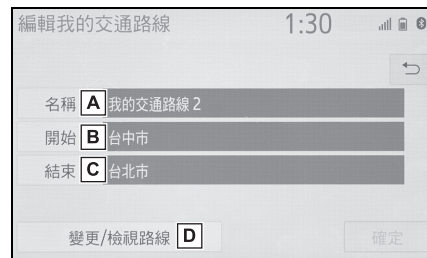 編輯我的交通路線 1:30
名稱 A 我的交通路線 2
開始 B 台中市
結束 C 台北市
變更/檢視路線 D 確定